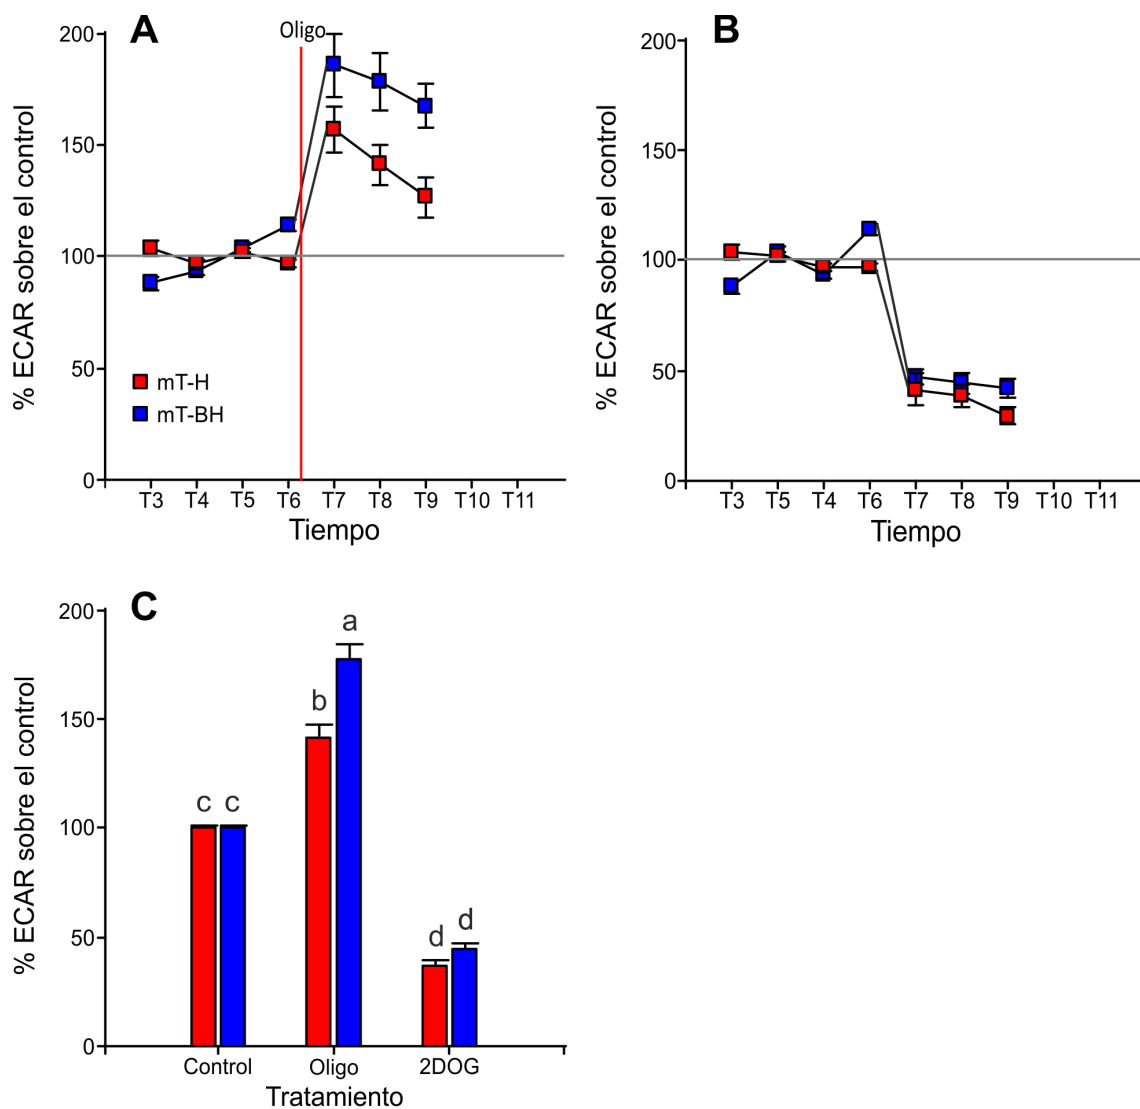 A
Oligo
% ECAR sobre el control
200
150
100
50
0
mT-H
mT-BH
T3 T4 T5 T6 T7 T8 T9 T10 T11
Tiempo
B
% ECAR sobre el control
200
150
100
50
0
T3 T5 T4 T6 T7 T8 T9 T10 T11
Tiempo
C
% ECAR sobre el control
200
150
100
50
0
c c
b
a
d
d
Control Oligo 2DOG
Tratamiento